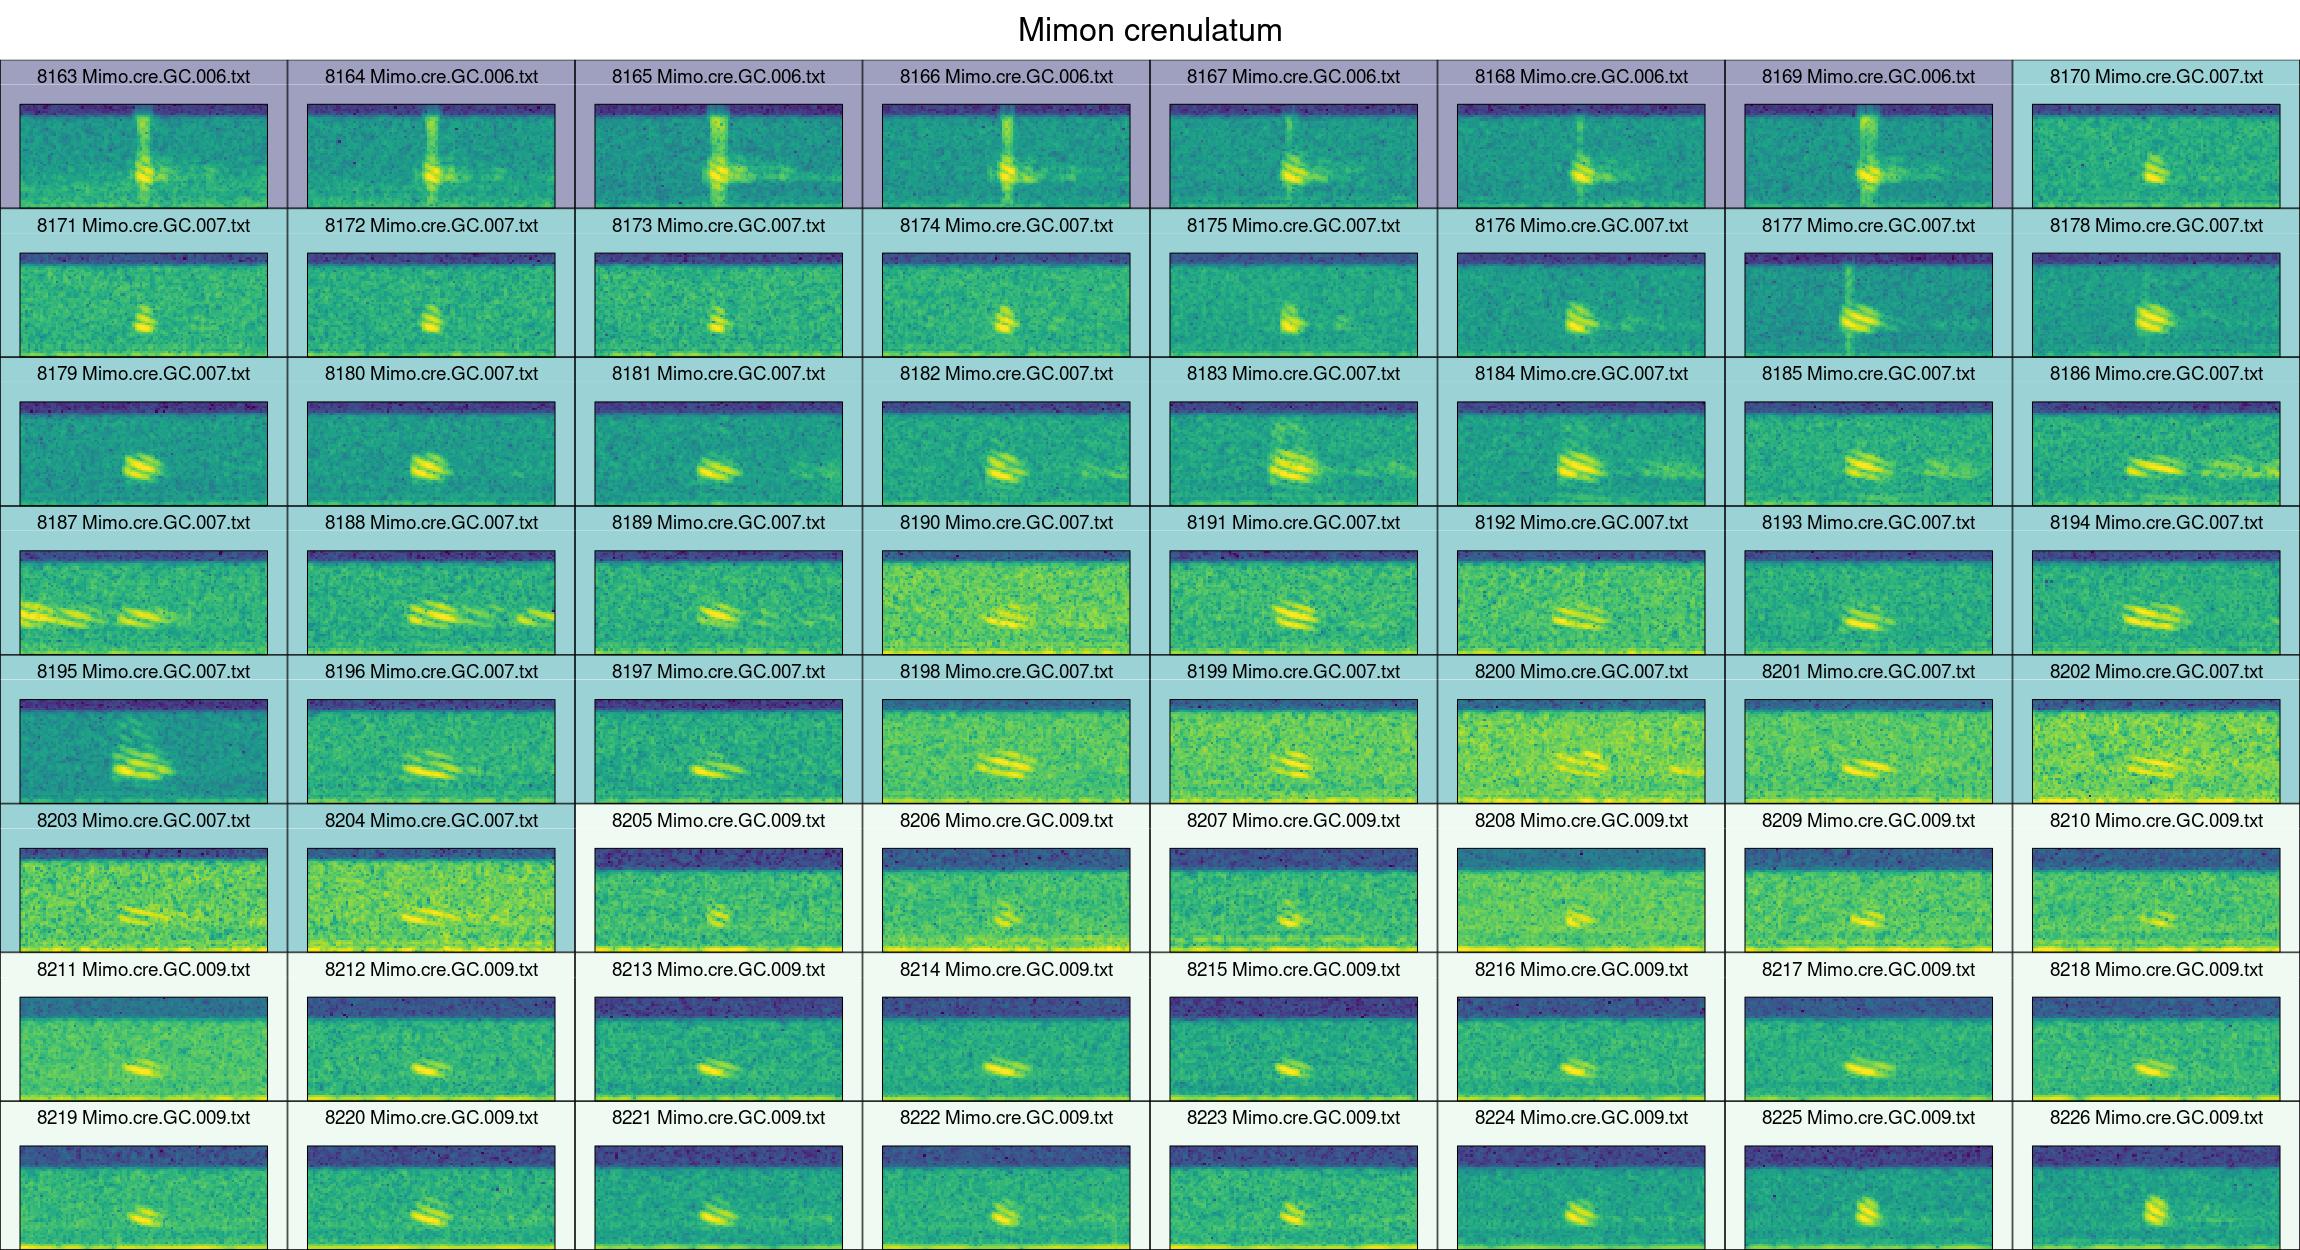 Mimon crenulatum
8163 Mimo.cre.GC.006.txt 8164 Mimo.cre.GC.006.txt 8165 Mimo.cre.GC.006.txt 8166 Mimo.cre.GC.006.txt 8167 Mimo.cre.GC.006.txt 8168 Mimo.cre.GC.006.txt 8169 Mimo.cre.GC.006.txt 8170 Mimo.cre.GC.007.txt
8171 Mimo.cre.GC.007.txt 8172 Mimo.cre.GC.007.txt 8173 Mimo.cre.GC.007.txt 8174 Mimo.cre.GC.007.txt 8175 Mimo.cre.GC.007.txt 8176 Mimo.cre.GC.007.txt 8177 Mimo.cre.GC.007.txt 8178 Mimo.cre.GC.007.txt
8179 Mimo.cre.GC.007.txt 8180 Mimo.cre.GC.007.txt 8181 Mimo.cre.GC.007.txt 8182 Mimo.cre.GC.007.txt 8183 Mimo.cre.GC.007.txt 8184 Mimo.cre.GC.007.txt 8185 Mimo.cre.GC.007.txt 8186 Mimo.cre.GC.007.txt
8187 Mimo.cre.GC.007.txt 8188 Mimo.cre.GC.007.txt 8189 Mimo.cre.GC.007.txt 8190 Mimo.cre.GC.007.txt 8191 Mimo.cre.GC.007.txt 8192 Mimo.cre.GC.007.txt 8193 Mimo.cre.GC.007.txt 8194 Mimo.cre.GC.007.txt
8195 Mimo.cre.GC.007.txt 8196 Mimo.cre.GC.007.txt 8197 Mimo.cre.GC.007.txt 8198 Mimo.cre.GC.007.txt 8199 Mimo.cre.GC.007.txt 8200 Mimo.cre.GC.007.txt 8201 Mimo.cre.GC.007.txt 8202 Mimo.cre.GC.007.txt
8203 Mimo.cre.GC.007.txt 8204 Mimo.cre.GC.007.txt 8205 Mimo.cre.GC.009.txt 8206 Mimo.cre.GC.009.txt 8207 Mimo.cre.GC.009.txt 8208 Mimo.cre.GC.009.txt 8209 Mimo.cre.GC.009.txt 8210 Mimo.cre.GC.009.txt
8211 Mimo.cre.GC.009.txt 8212 Mimo.cre.GC.009.txt 8213 Mimo.cre.GC.009.txt 8214 Mimo.cre.GC.009.txt 8215 Mimo.cre.GC.009.txt 8216 Mimo.cre.GC.009.txt 8217 Mimo.cre.GC.009.txt 8218 Mimo.cre.GC.009.txt
8219 Mimo.cre.GC.009.txt 8220 Mimo.cre.GC.009.txt 8221 Mimo.cre.GC.009.txt 8222 Mimo.cre.GC.009.txt 8223 Mimo.cre.GC.009.txt 8224 Mimo.cre.GC.009.txt 8225 Mimo.cre.GC.009.txt 8226 Mimo.cre.GC.009.txt